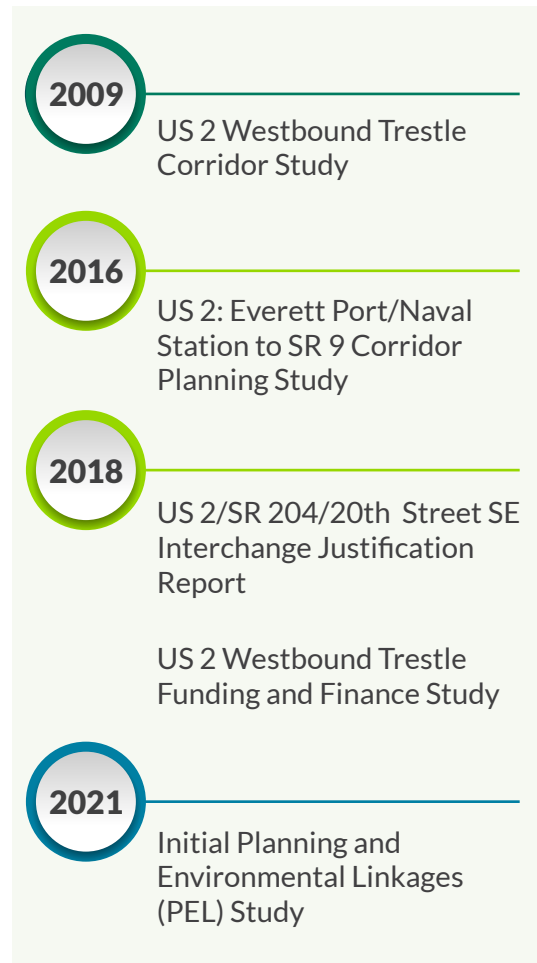 2009
US 2 Westbound Trestle
Corridor Study
2016
US 2: Everett Port/Naval
Station to SR 9 Corridor
Planning Study
2018
US 2/SR 204/20th Street SE
Interchange Justification
Report
US 2 Westbound Trestle
Funding and Finance Study
2021
Initial Planning and
Environmental Linkages
(PEL) Study